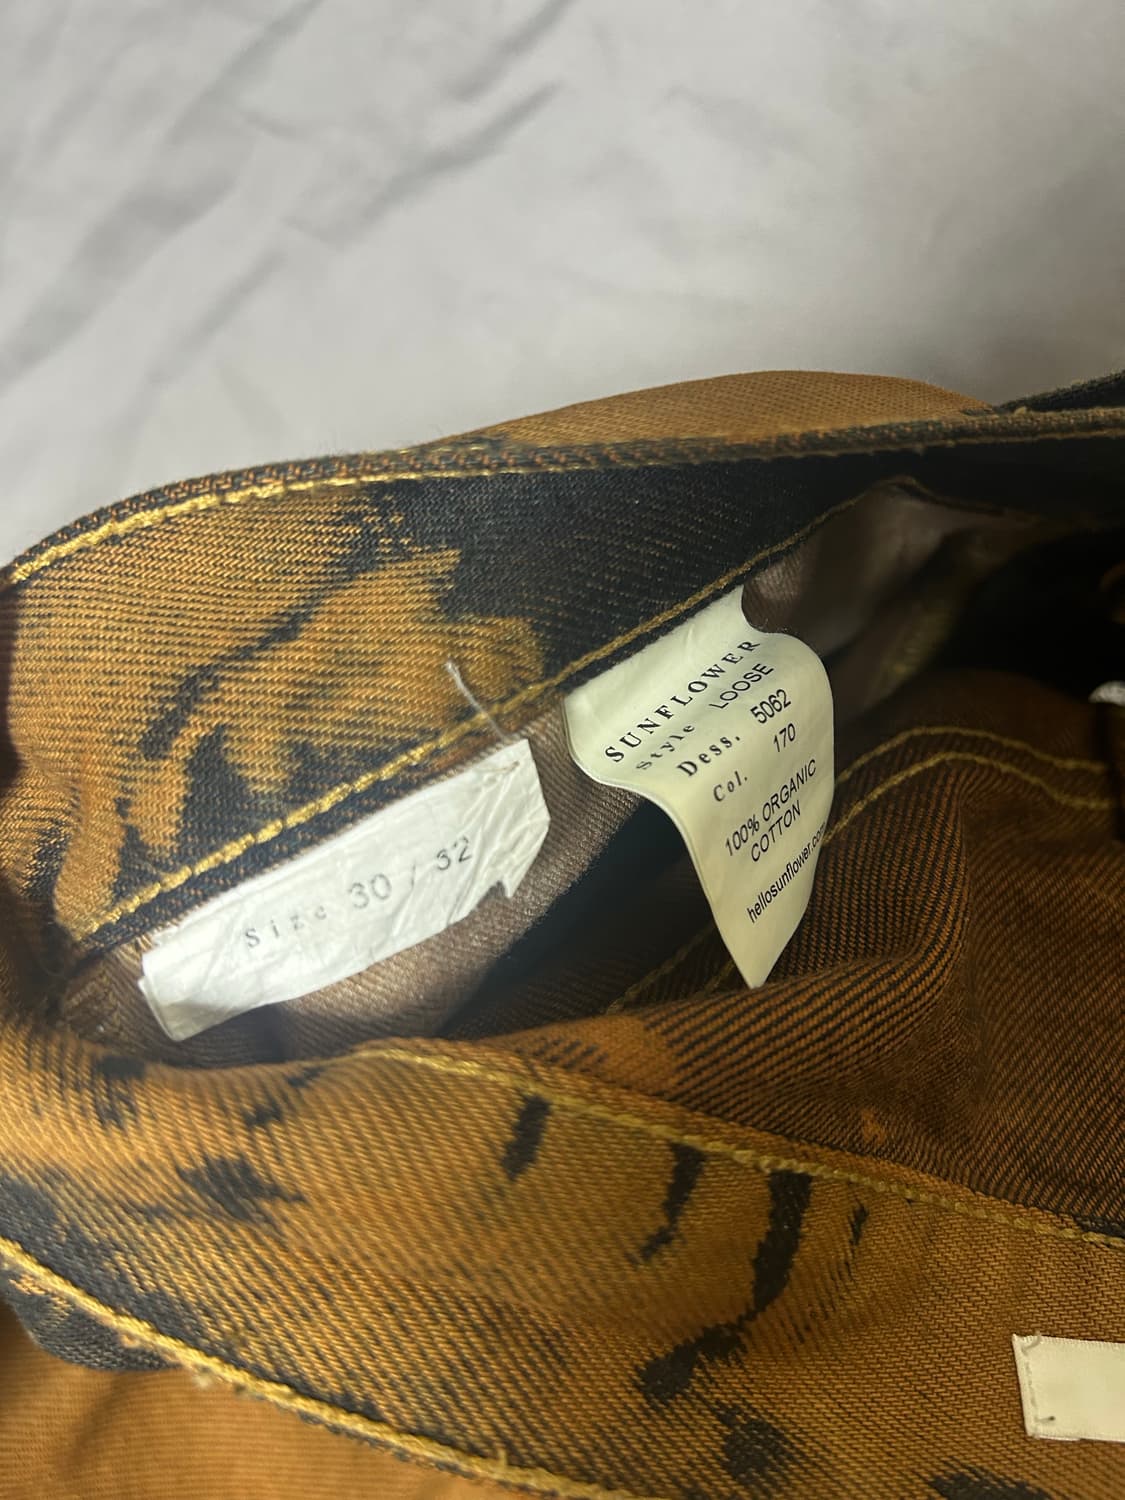 SUNFLOWER
Style LOOSE
Dess. 5062
Col. 170
100% ORGANIC
COTTON
hellosunflower.com
Size 30 / 32